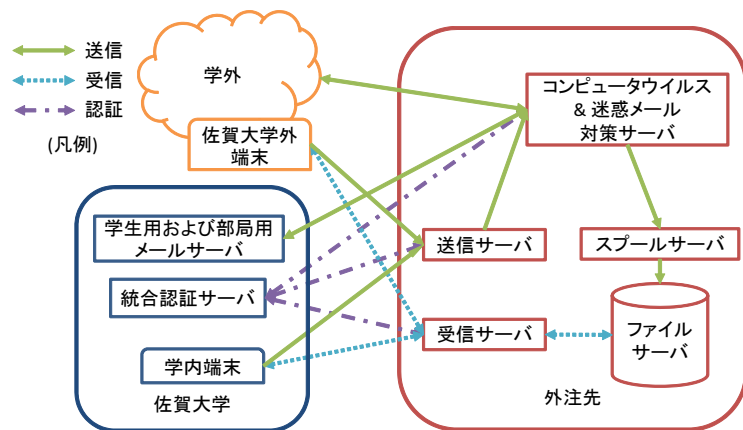 送信
受信
認証
(凡例)
学外
佐賀大学外
端末
コンピュータウイルス
& 迷惑メール
対策サーバ
学生用および部局用
メールサーバ
送信サーバ
スプールサーバ
統合認証サーバ
受信サーバ
ファイル
サーバ
学内端末
佐賀大学
外注先